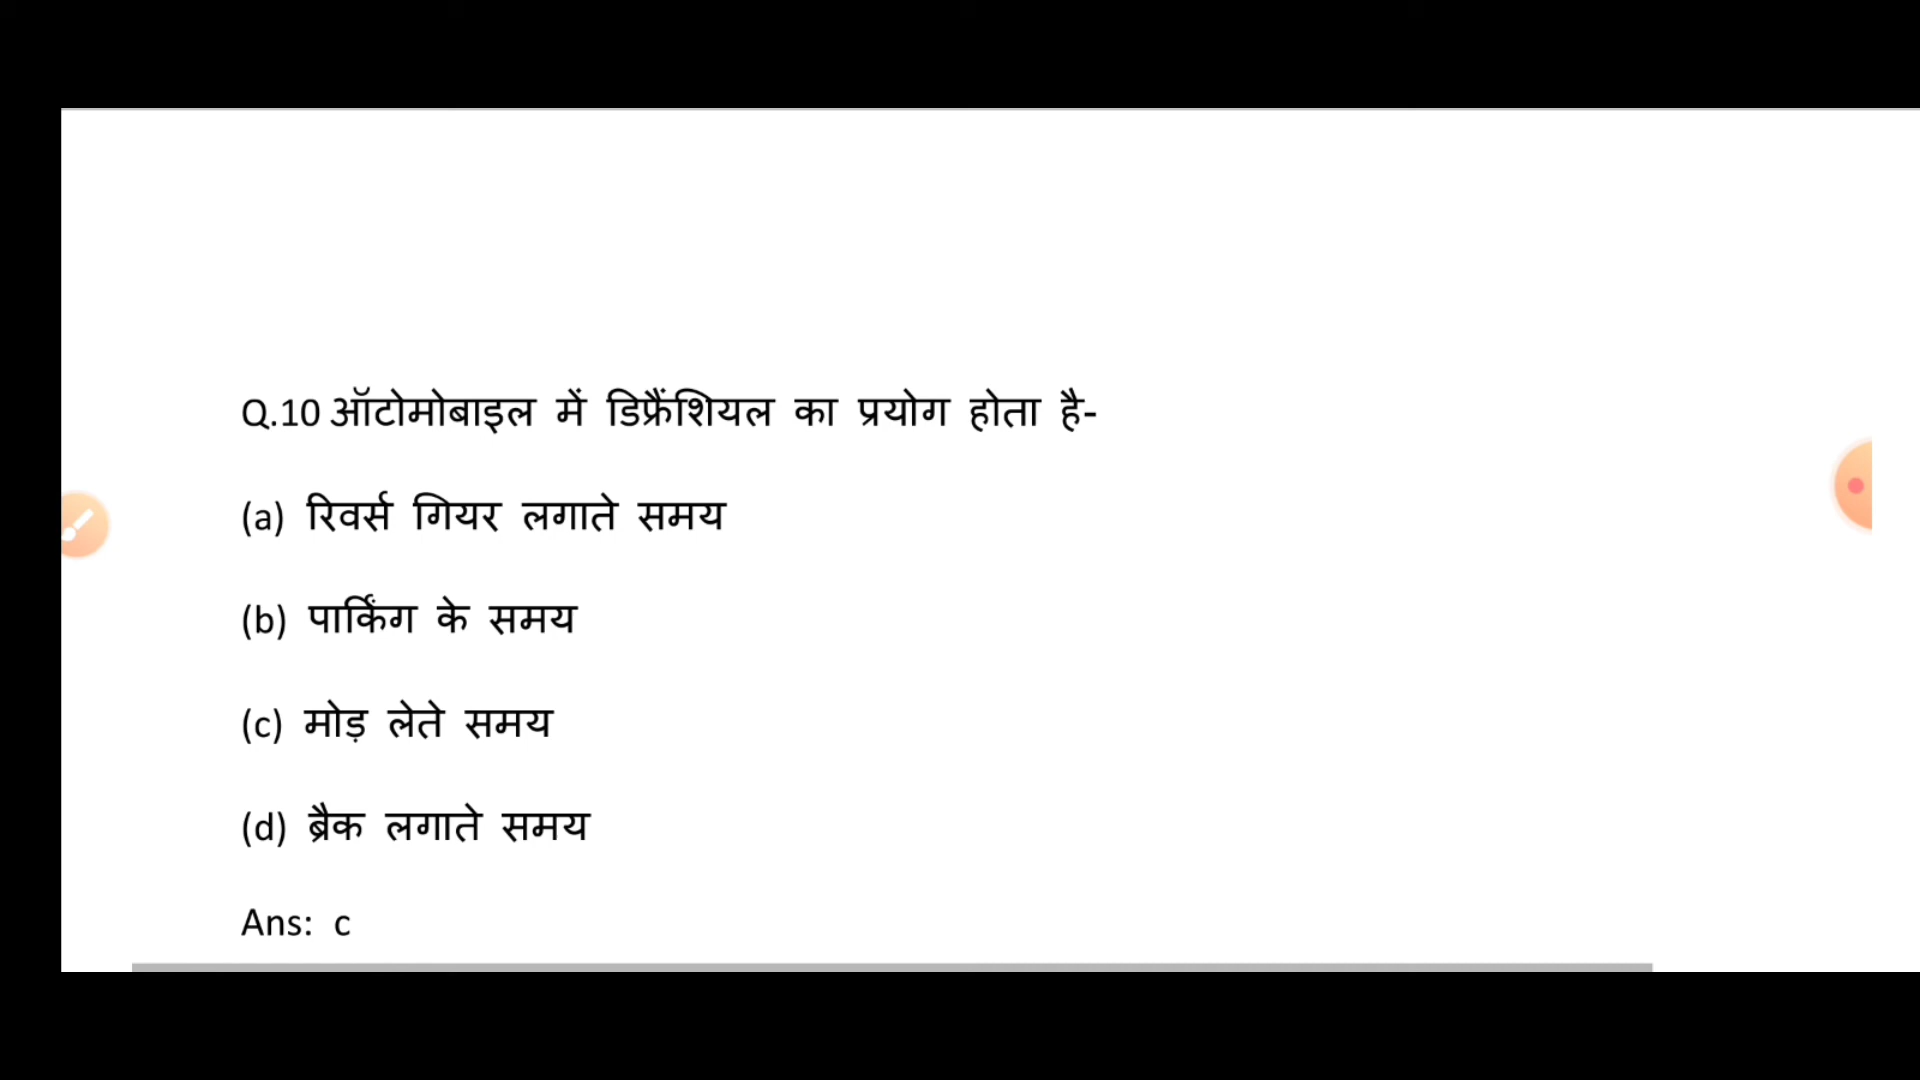 Q.10 ऑटोमोबाइल में डिफ्रैंशियल का प्रयोग होता है-
(a) रिवर्स गियर लगाते समय
(b) पार्किंग के समय
(c) मोड़ लेते समय
(d) ब्रैक लगाते समय
Ans: c